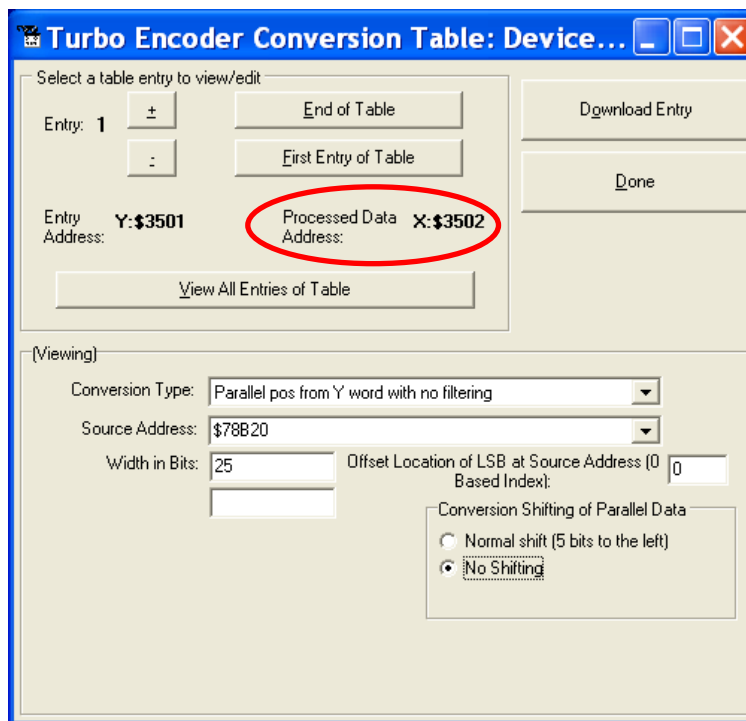 Turbo Encoder Conversion Table: Device...
Select a table entry to view/edit
Entry: 1
+
End of Table
Download Entry
-
First Entry of Table
Done
Entry Address: Y:$3501
Processed Data Address: X:$3502
View All Entries of Table
(Viewing)
Conversion Type: Parallel pos from Y word with no filtering
Source Address: $78B20
Width in Bits: 25
Offset Location of LSB at Source Address (0
Based Index): 0
Conversion Shifting of Parallel Data
Normal shift (5 bits to the left)
No Shifting